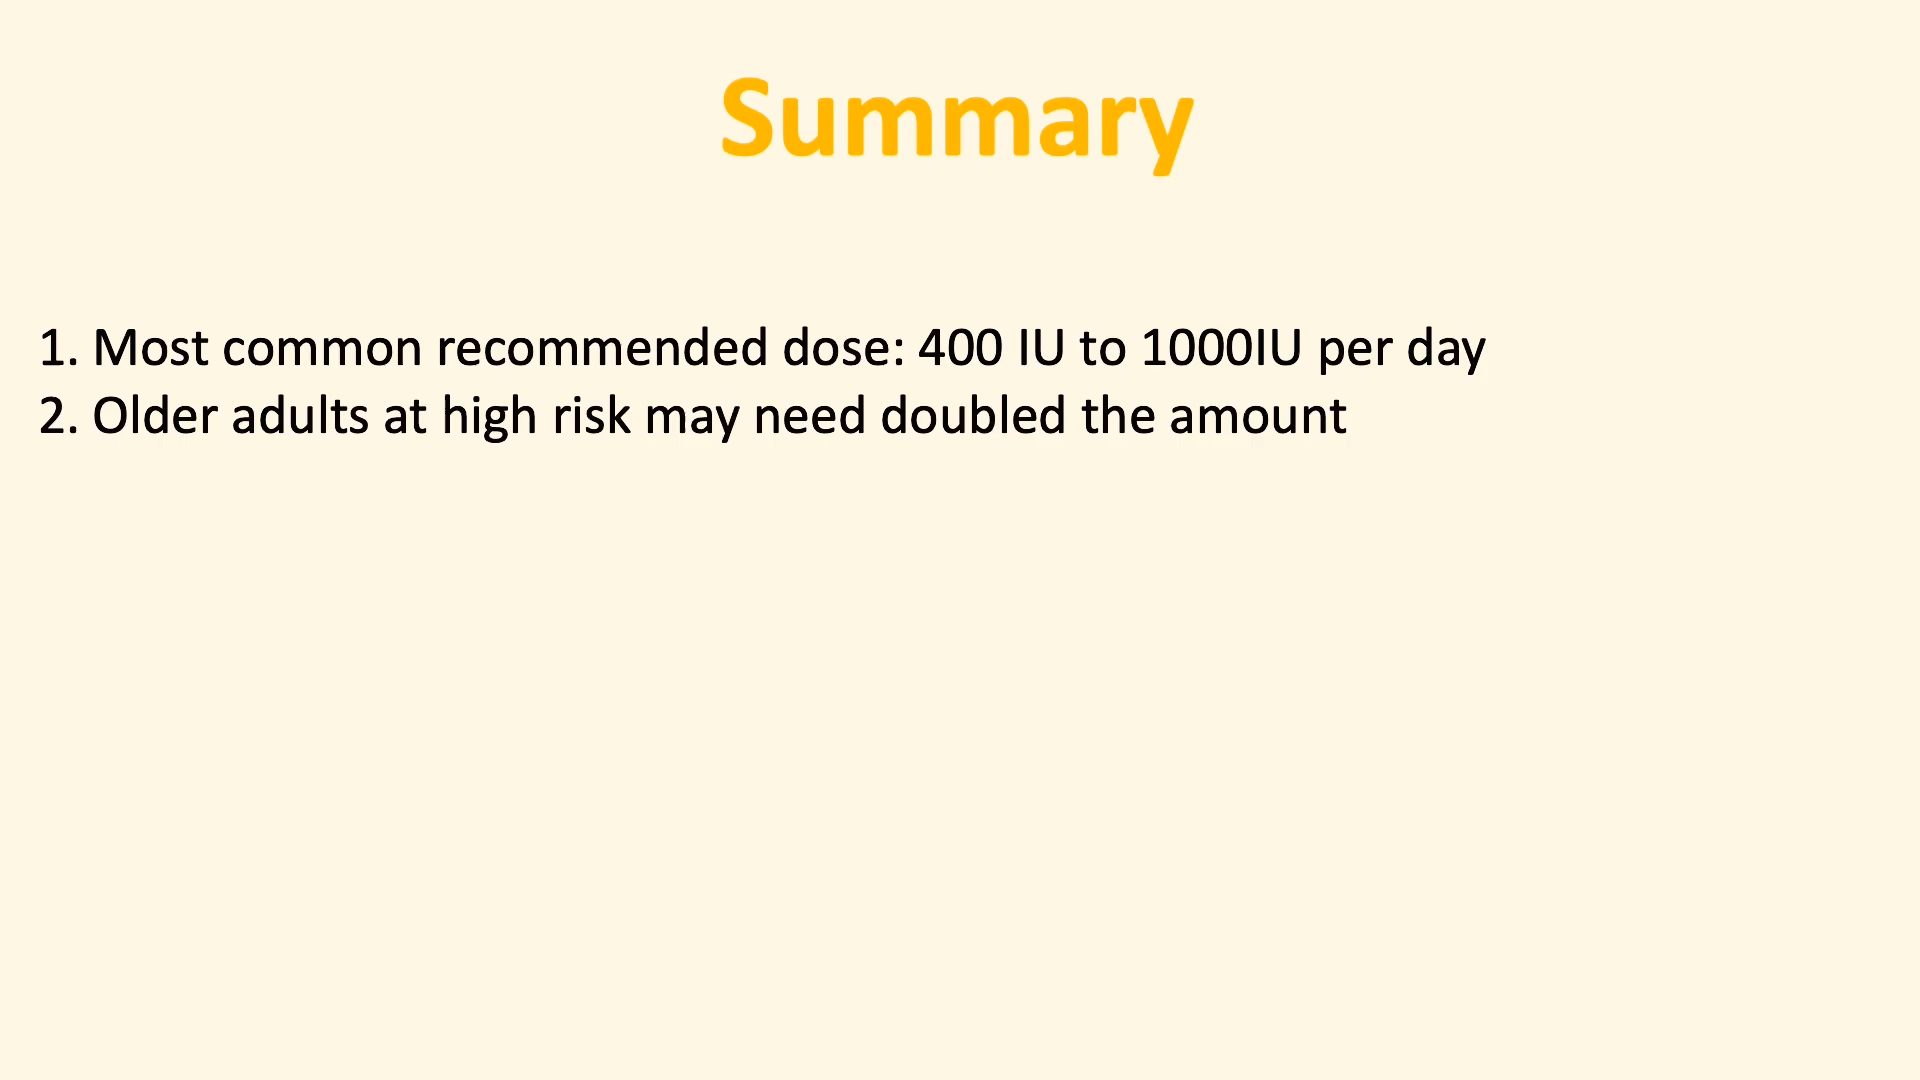 Summary
1. Most common recommended dose: 400 IU to 1000IU per day
2. Older adults at high risk may need doubled the amount